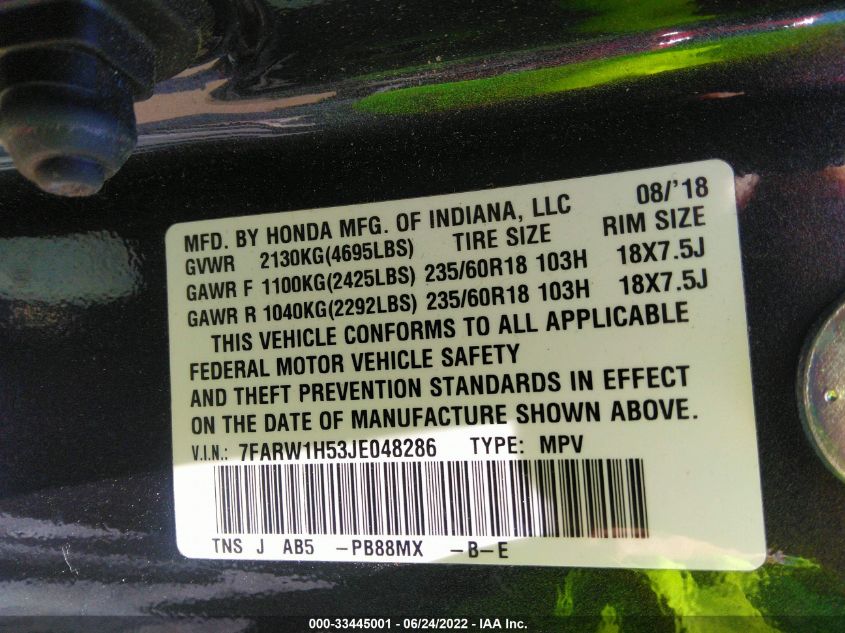 MFD. BY HONDA MFG. OF INDIANA, LLC 08/'18
GVWR 2130KG(4695LBS) TIRE SIZE RIM SIZE
GAWR F 1100KG(2425LBS) 235/60R18 103H 18X7.5J
GAWR R 1040KG(2292LBS) 235/60R18 103H 18X7.5J
THIS VEHICLE CONFORMS TO ALL APPLICABLE
FEDERAL MOTOR VEHICLE SAFETY
AND THEFT PREVENTION STANDARDS IN EFFECT
ON THE DATE OF MANUFACTURE SHOWN ABOVE.
V.I.N.: 7FARW1H53JE048286 TYPE: MPV
TNS J AB5 -PB88MX -B-E
000-33445001 - 06/24/2022 - IAA Inc.